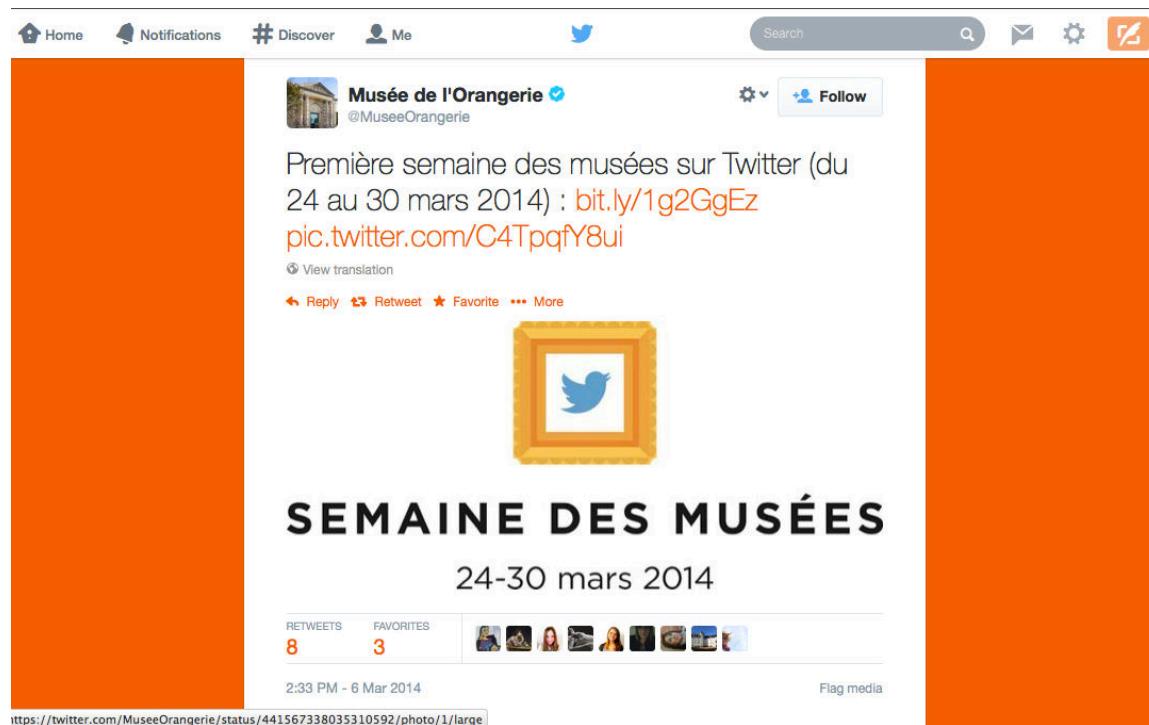 Home Notifications # Discover Me Search
Musée de l'Orangerie
@MuseeOrangerie
Follow
Première semaine des musées sur Twitter (du
24 au 30 mars 2014) : bit.ly/1g2GgEz
pic.twitter.com/C4TpqfY8ui
View translation
Reply Retweet Favorite More
SEMAINE DES MUSÉES
24-30 mars 2014
RETWEETS FAVORITES
8 3
2:33 PM - 6 Mar 2014 Flag media
https://twitter.com/MuseeOrangerie/status/441567338035310592/photo/1/large